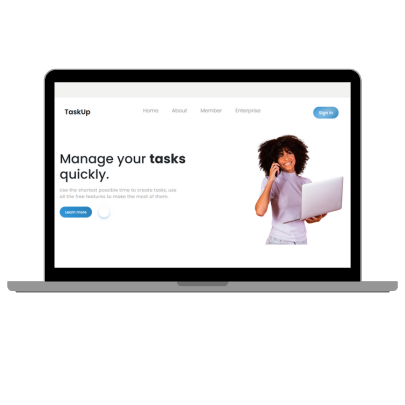 TaskUp
Home About Member Enterprise
Sign in
Manage your tasks
quickly.
Use the shortest possible time to create tasks, use
all the free features to make the most of them.
Learn more